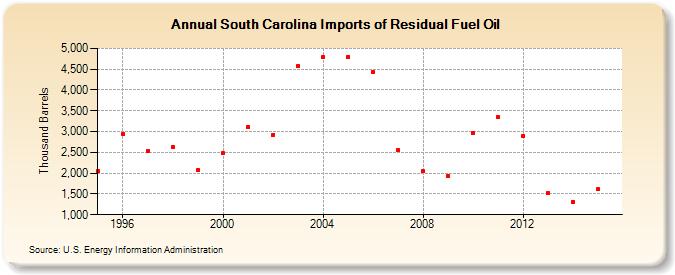 Annual South Carolina Imports of Residual Fuel Oil
Thousand Barrels
5,000
4,500
4,000
3,500
3,000
2,500
2,000
1,500
1,000
1996 2000 2004 2008 2012
Source: U.S. Energy Information Administration